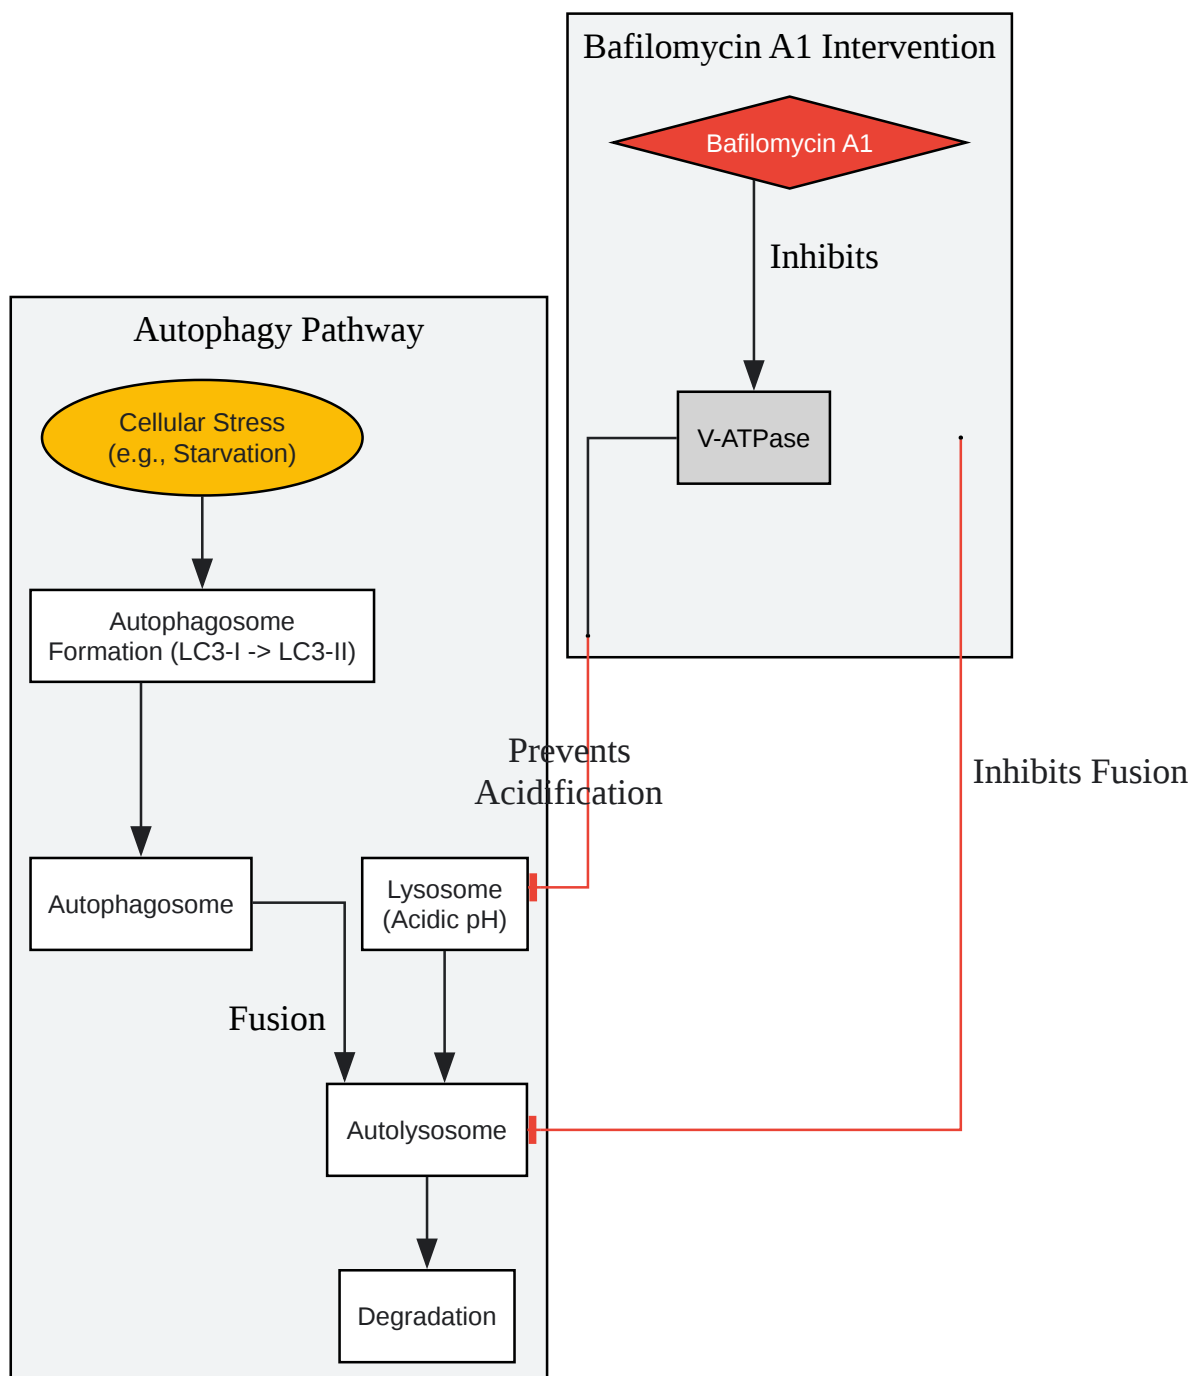 Bafilomycin A1 Intervention
Bafilomycin A1
Inhibits
V-ATPase
Autophagy Pathway
Cellular Stress
(e.g., Starvation)
Autophagosome
Formation (LC3-I -> LC3-II)
Prevents
Acidification
Inhibits Fusion
Autophagosome
Lysosome
(Acidic pH)
Fusion
Autolysosome
Degradation